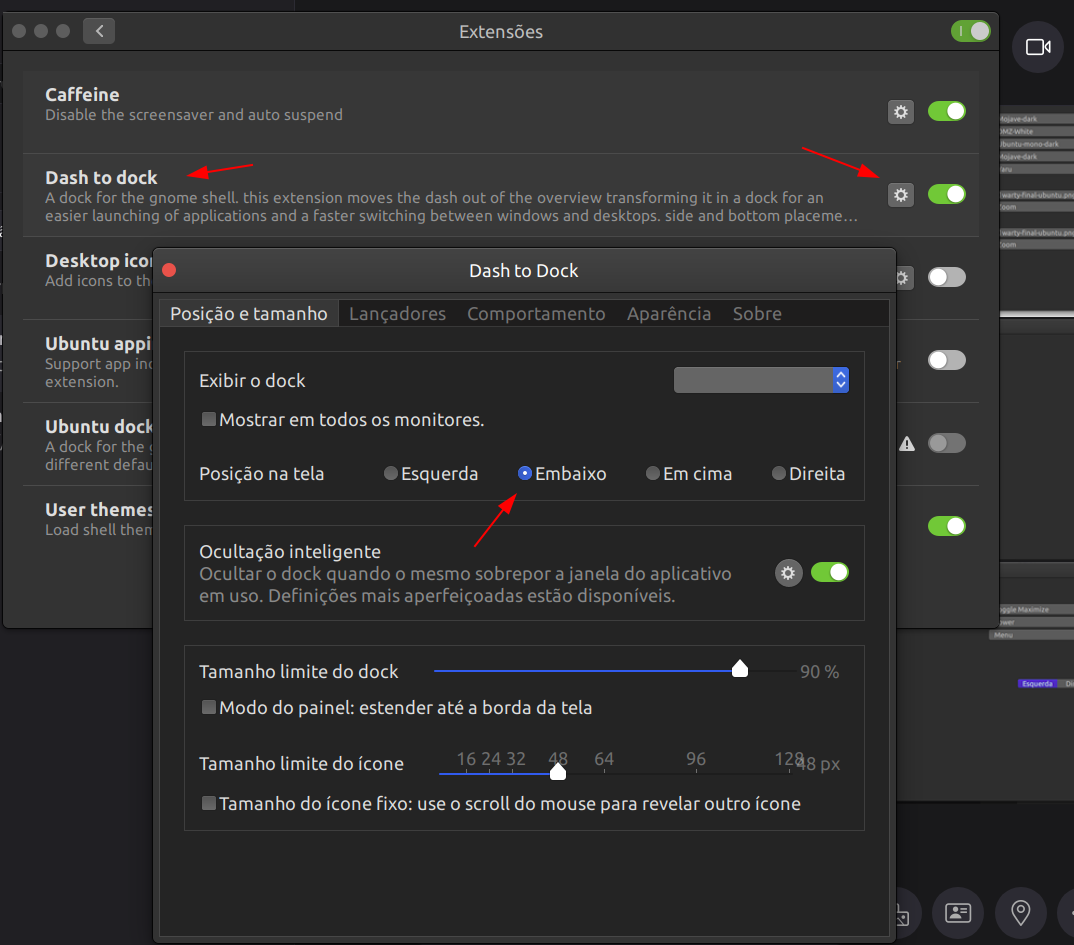 Extensões
Caffeine
Disable the screensaver and auto suspend
Dash to dock
A dock for the gnome shell. this extension moves the dash out of the overview transforming it in a dock for an
easier launching of applications and a faster switching between windows and desktops. side and bottom placeme…
Desktop ico
Add icons to th
Ubuntu appi
Support app in
extension.
Ubuntu dock
A dock for the
different defau
User themes
Load shell them
Dash to Dock
Posição e tamanho
Lançadores
Comportamento
Aparência
Sobre
Exibir o dock
Mostrar em todos os monitores.
Posição na tela
Esquerda
Embaixo
Em cima
Direita
Ocultação inteligente
Ocultar o dock quando o mesmo sobrepor a janela do aplicativo
em uso. Definições mais aperfeiçoadas estão disponíveis.
Tamanho limite do dock
90 %
Modo do painel: estender até a borda da tela
Tamanho limite do ícone
16 24 32 48 64 96 128
48 px
Tamanho do ícone fixo: use o scroll do mouse para revelar outro ícone
Mojave-dark
DMZ-White
Ubuntu-mono-dark
Mojave-dark
Yaru
warty-final-ubuntu.png
Zoom
warty-final-ubuntu.png
Zoom
oggle Maximize
ower
Menu
Esquerda